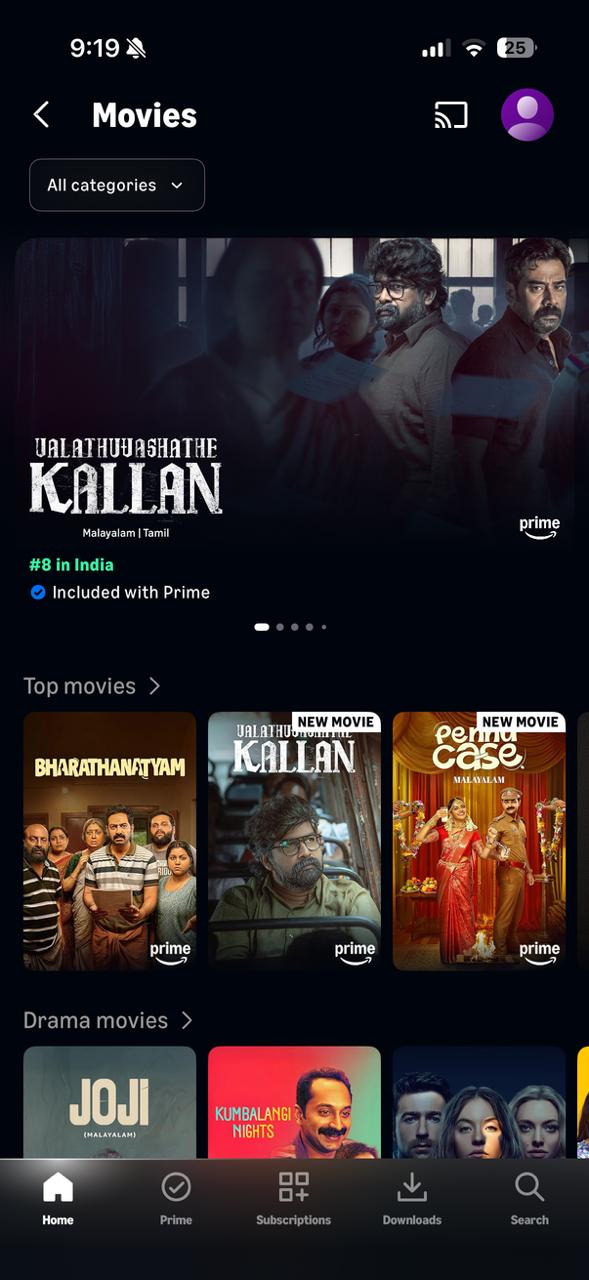 9:19
25
Movies
All categories
VALATHUVASHATHE
KALLAN
Malayalam | Tamil
prime
#8 in India
Included with Prime
Top movies
BHARATHANATYAM
prime
NEW MOVIE
VALATHUVASHATHE
KALLAN
prime
NEW MOVIE
Pennu
case
MALAYALAM
prime
Drama movies
JOJI
(MALAYALAM)
KUMBALANGI
NIGHTS
Home
Prime
Subscriptions
Downloads
Search